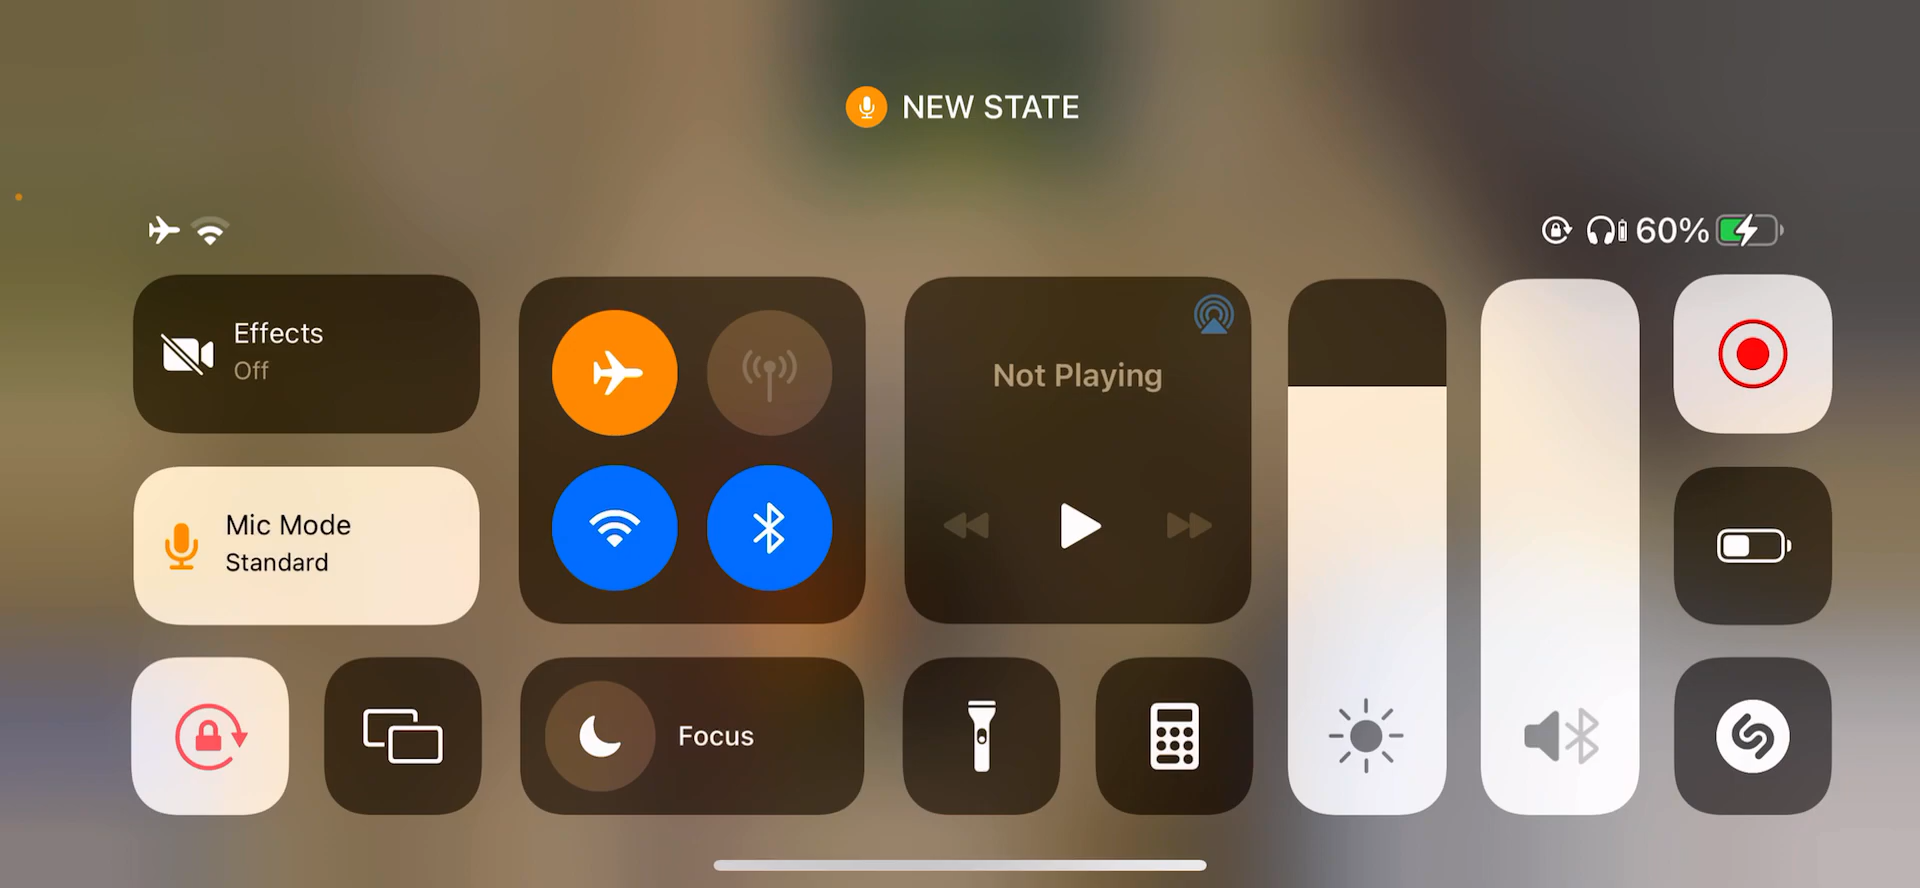 NEW STATE
60%
Effects
Off
Mic Mode
Standard
Not Playing
Focus